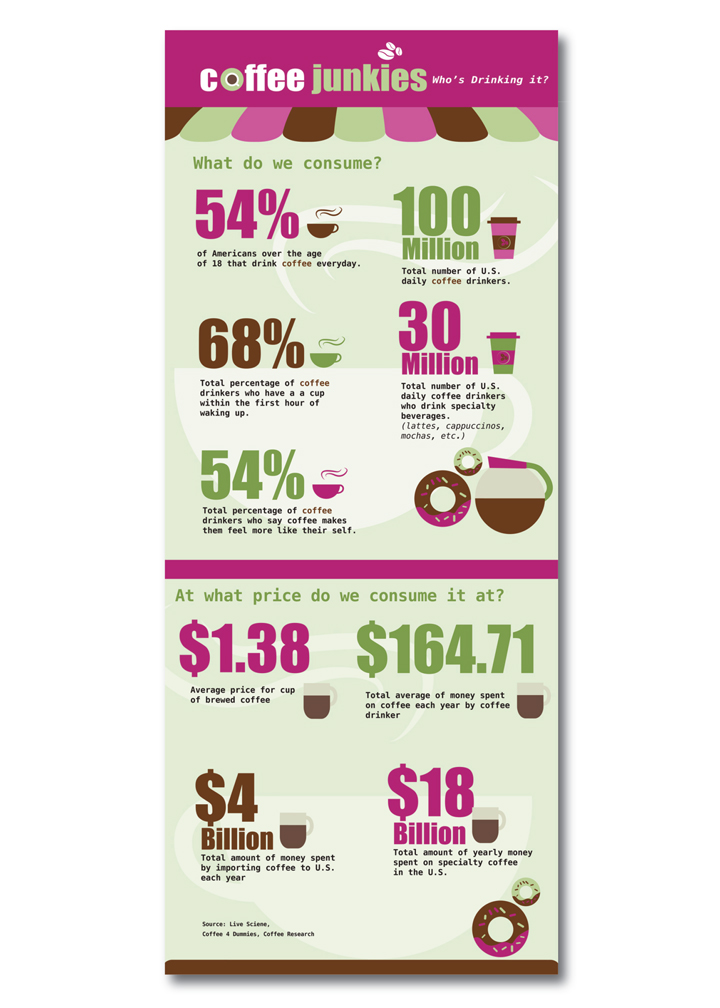 coffee junkies Who's Drinking it?
What do we consume?
54%
of Americans over the age
of 18 that drink coffee everyday.
100
Million
Total number of U.S.
daily coffee drinkers.
68%
Total percentage of coffee
drinkers who have a a cup
within the first hour of
waking up.
30
Million
Total number of U.S.
daily coffee drinkers
who drink specialty
beverages.
(lattes, cappuccinos,
mochas, etc.)
54%
Total percentage of coffee
drinkers who say coffee makes
them feel more like their self.
At what price do we consume it at?
$1.38
Average price for cup
of brewed coffee
$164.71
Total average of money spent
on coffee each year by coffee
drinker
$4
Billion
Total amount of money spent
by importing coffee to U.S.
each year
$18
Billion
Total amount of yearly money
spent on specialty coffee
in the U.S.
Source: Live Sciene,
Coffee 4 Dummies, Coffee Research